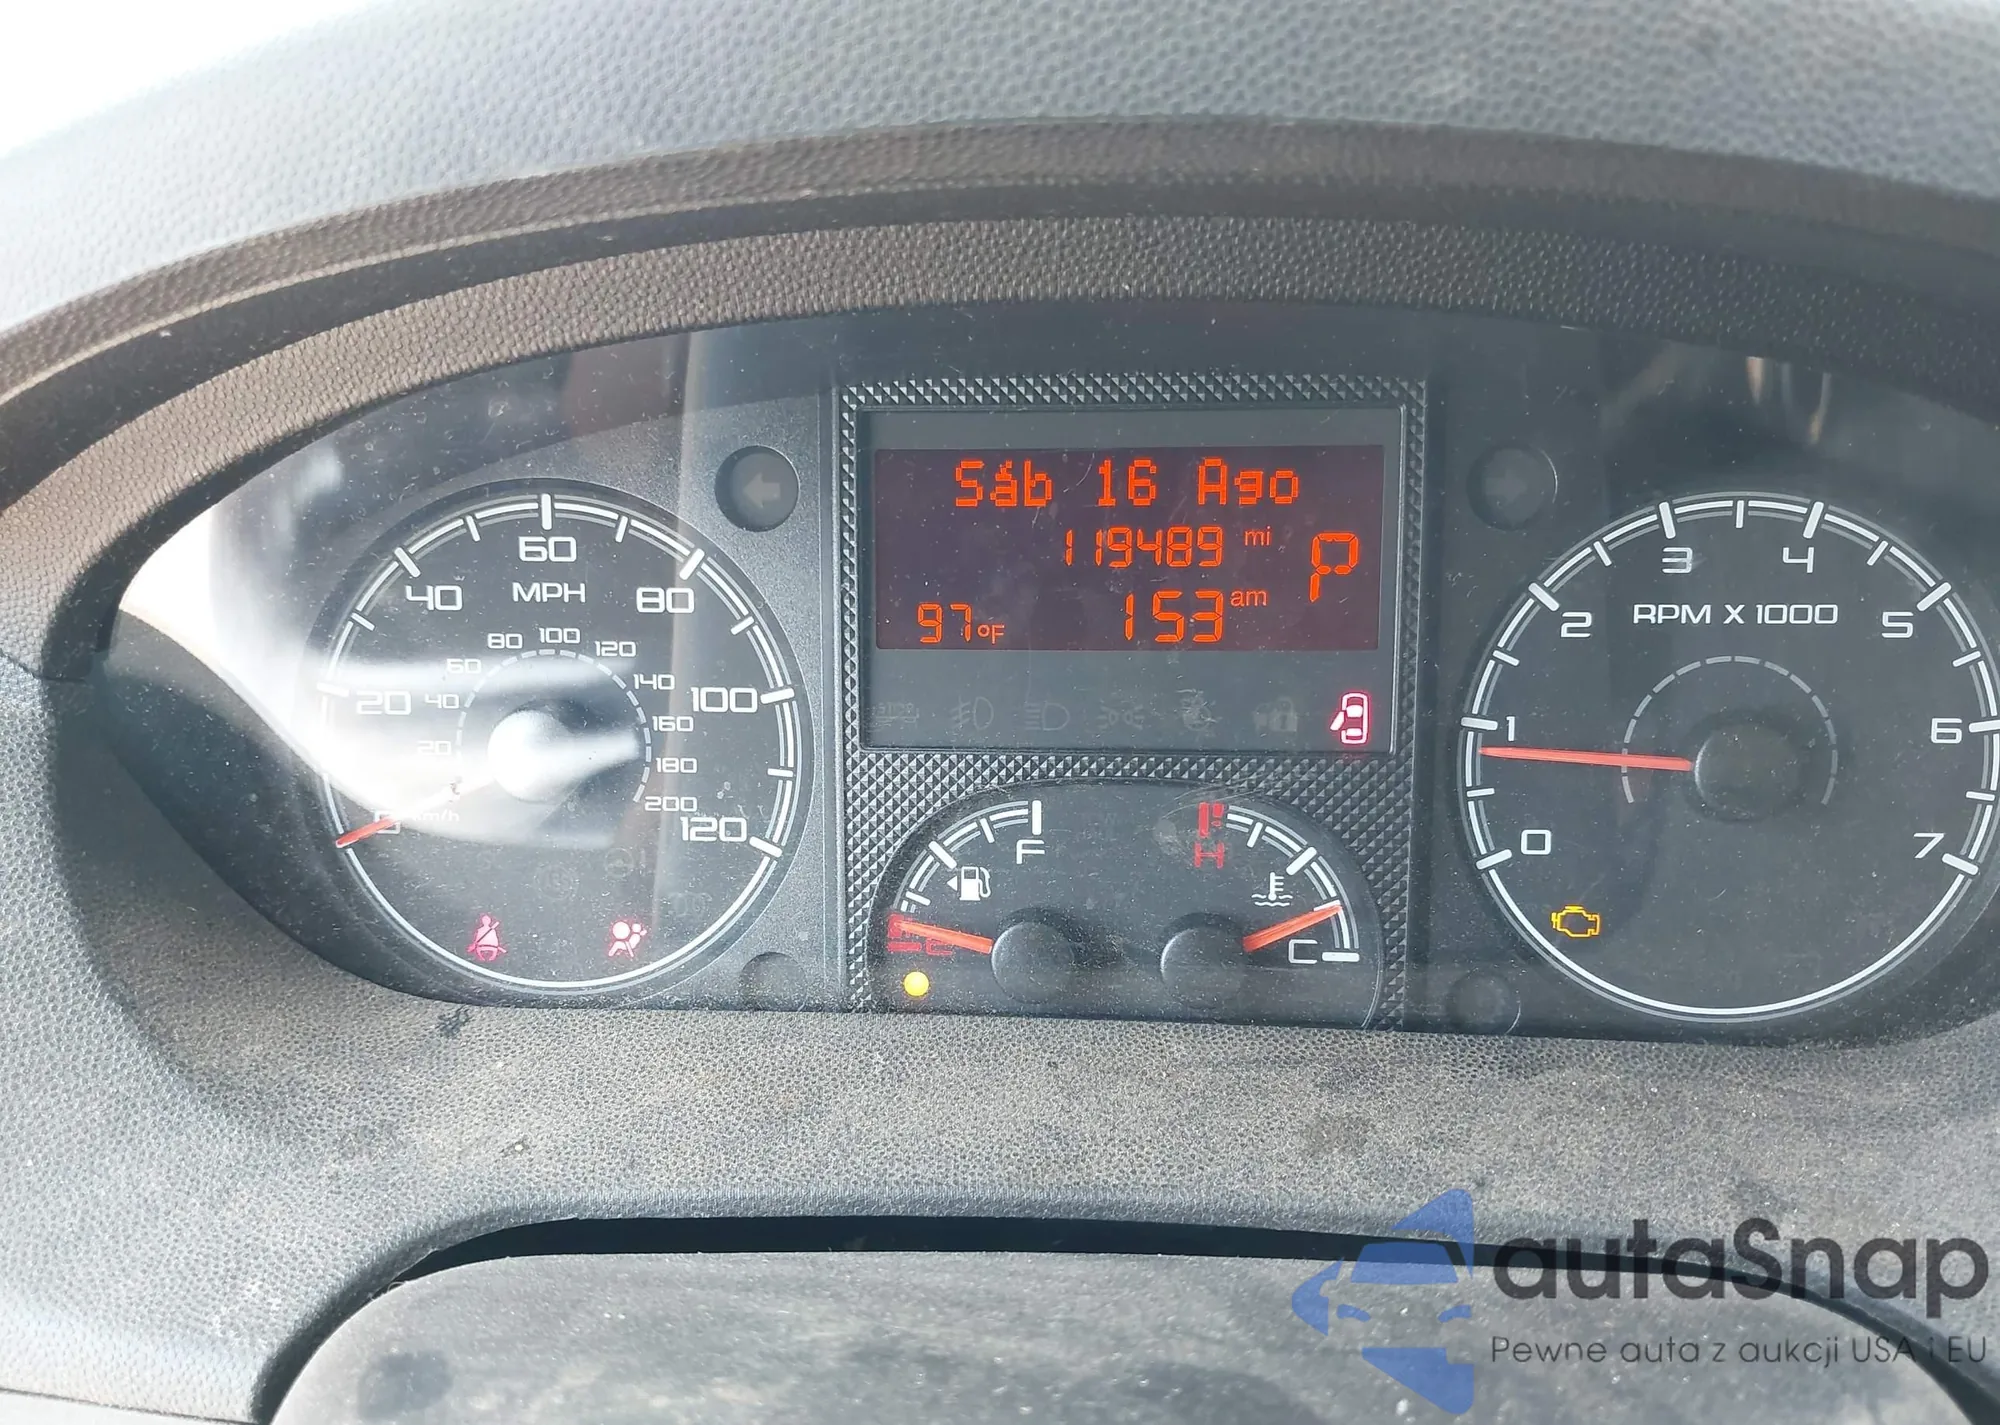 Sáb 16 Ago
119489 mi
P
97°F 153 am
60
MPH
40 80
20 100
0 120
20 40 60 80 100 120 140 160 180 200
km/h
F
H
C
3 4
RPM X 1000
2 5
1 6
0 7
autaSnap
Pewne auta z aukcji USA i EU